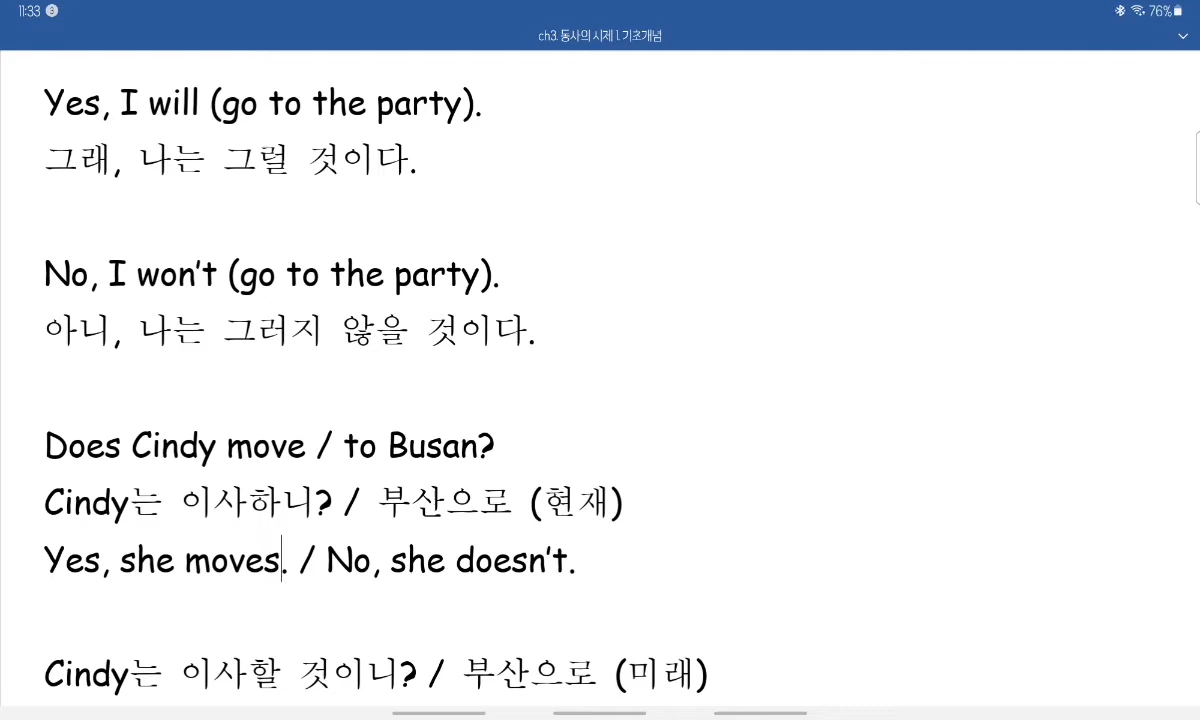 11:33 3 76%
ch3. 동사의 시제 1. 기초개념
Yes, I will (go to the party).
그래, 나는 그럴 것이다.
No, I won't (go to the party).
아니, 나는 그러지 않을 것이다.
Does Cindy move / to Busan?
Cindy는 이사하니? / 부산으로 (현재)
Yes, she moves. / No, she doesn't.
Cindy는 이사할 것이니? / 부산으로 (미래)